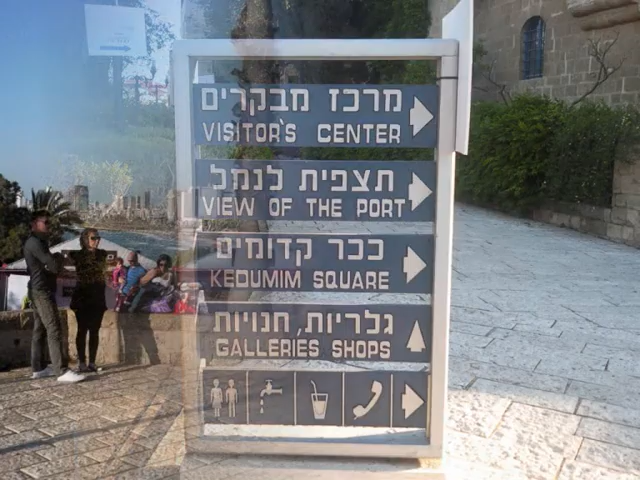 מרכז מבקרים
VISITOR'S CENTER
תצפית לנמל
VIEW OF THE PORT
ככר קדומים
KEDUMIM SQUARE
גלריות, חנויות
GALLERIES SHOPS